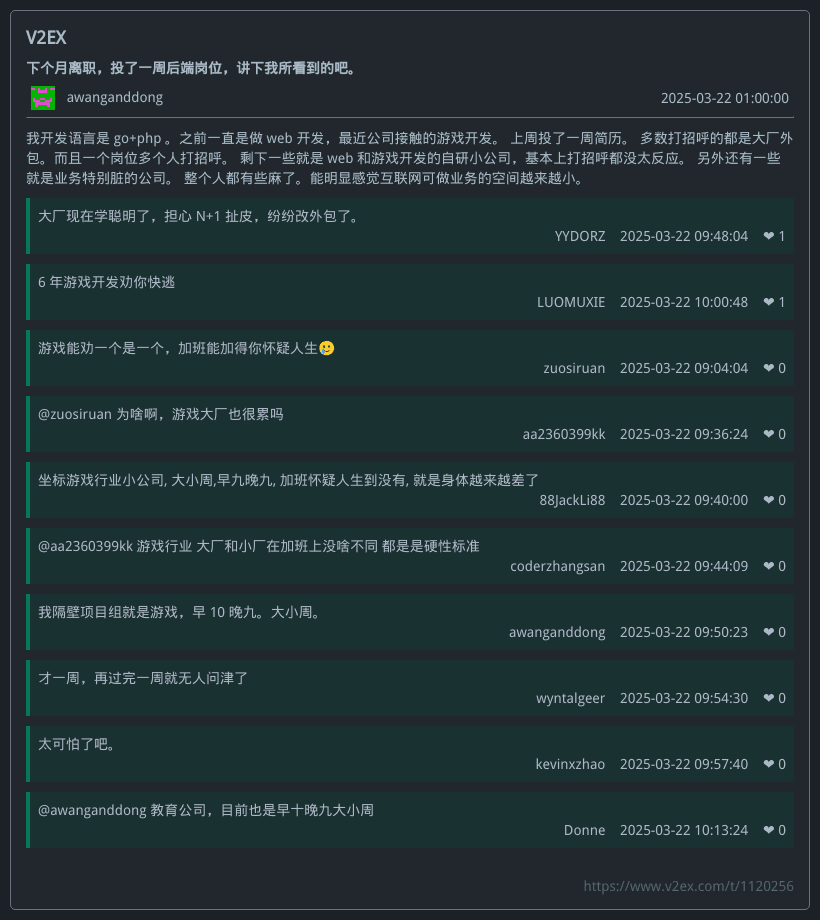 V2EX
下个月离职，投了一周后端岗位，讲下我所看到的吧。
awanganddong 2025-03-22 01:00:00
我开发语言是 go+php 。之前一直是做 web 开发，最近公司接触的游戏开发。 上周投了一周简历。 多数打招呼的都是大厂外
包。而且一个岗位多个人打招呼。 剩下一些就是 web 和游戏开发的自研小公司，基本上打招呼都没太反应。 另外还有一些
就是业务特别脏的公司。 整个人都有些麻了。能明显感觉互联网可做业务的空间越来越小。
大厂现在学聪明了，担心 N+1 扯皮，纷纷改外包了。
YYDORZ 2025-03-22 09:48:04 ❤ 1
6 年游戏开发劝你快逃
LUOMUXIE 2025-03-22 10:00:48 ❤ 1
游戏能劝一个是一个，加班能加得你怀疑人生🥲
zuosiruan 2025-03-22 09:04:04 ❤ 0
@zuosiruan 为啥啊，游戏大厂也很累吗
aa2360399kk 2025-03-22 09:36:24 ❤ 0
坐标游戏行业小公司, 大小周,早九晚九, 加班怀疑人生到没有, 就是身体越来越差了
88JackLi88 2025-03-22 09:40:00 ❤ 0
@aa2360399kk 游戏行业 大厂和小厂在加班上没啥不同 都是是硬性标准
coderzhangsan 2025-03-22 09:44:09 ❤ 0
我隔壁项目组就是游戏，早 10 晚九。大小周。
awanganddong 2025-03-22 09:50:23 ❤ 0
才一周，再过完一周就无人问津了
wyntalgeer 2025-03-22 09:54:30 ❤ 0
太可怕了吧。
kevinxzhao 2025-03-22 09:57:40 ❤ 0
@awanganddong 教育公司，目前也是早十晚九大小周
Donne 2025-03-22 10:13:24 ❤ 0
https://www.v2ex.com/t/1120256